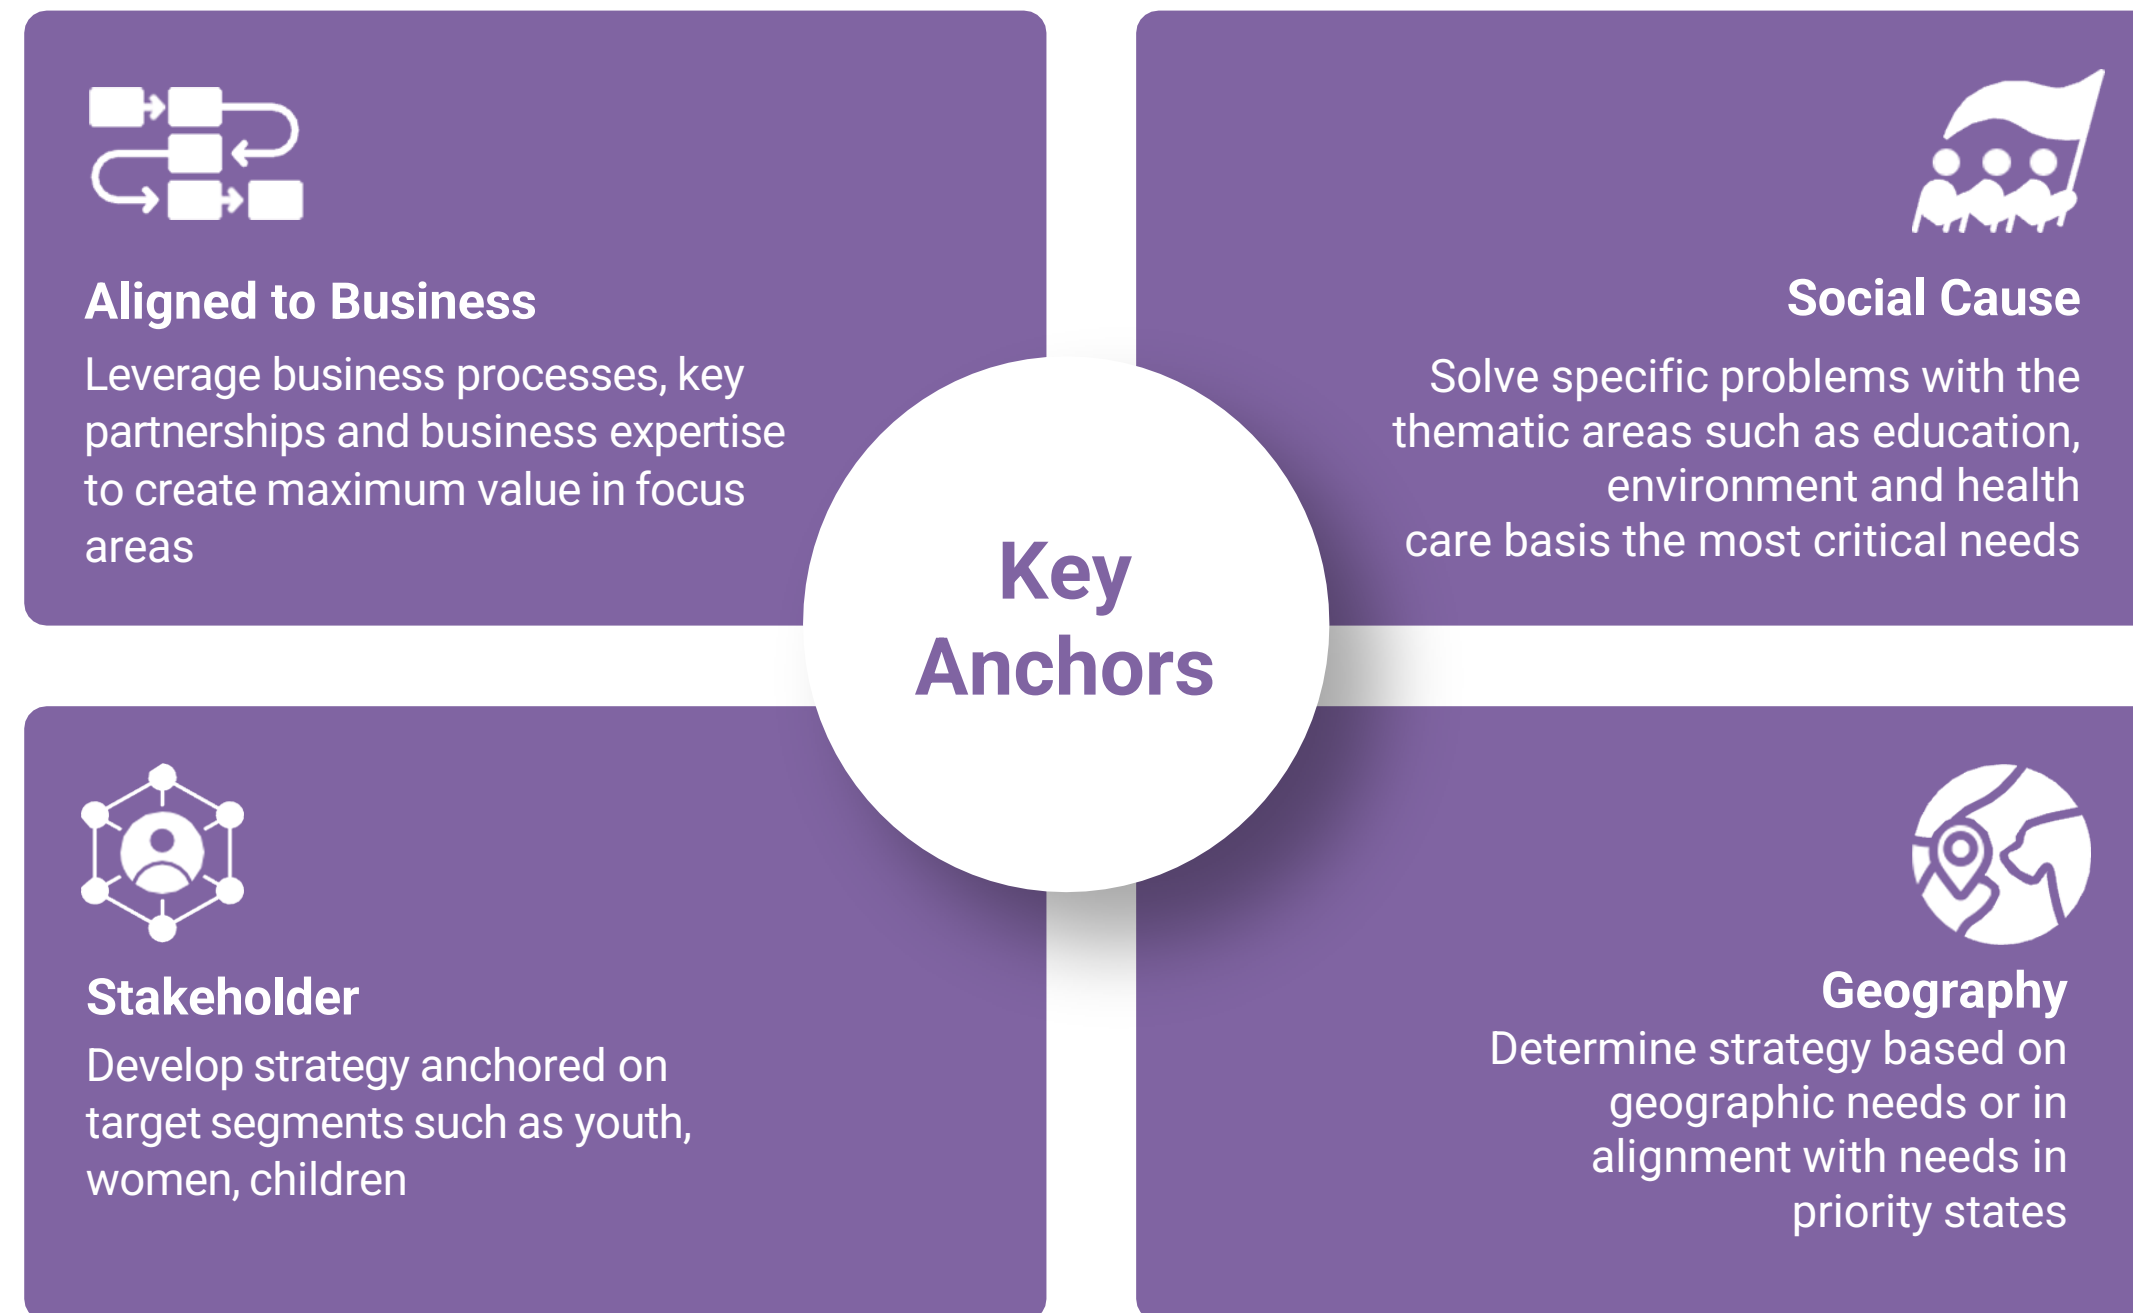 Aligned to Business
Leverage business processes, key
partnerships and business expertise
to create maximum value in focus
areas
Social Cause
Solve specific problems with the
thematic areas such as education,
environment and health
care basis the most critical needs
Key
Anchors
Stakeholder
Develop strategy anchored on
target segments such as youth,
women, children
Geography
Determine strategy based on
geographic needs or in
alignment with needs in
priority states